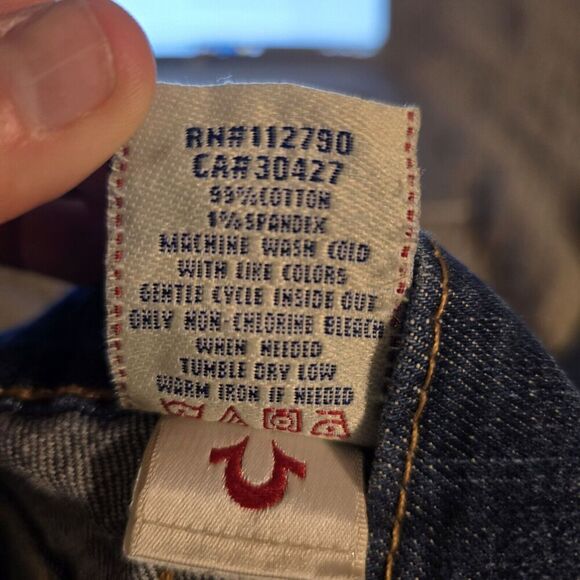 RN#112790
CA#30427
99%COTTON
1%SPANDEX
MACHINE WASH COLD
WITH LIKE COLORS
GENTLE CYCLE INSIDE OUT
ONLY NON-CHLORINE BLEACH
WHEN NEEDED
TUMBLE DRY LOW
WARM IRON IF NEEDED